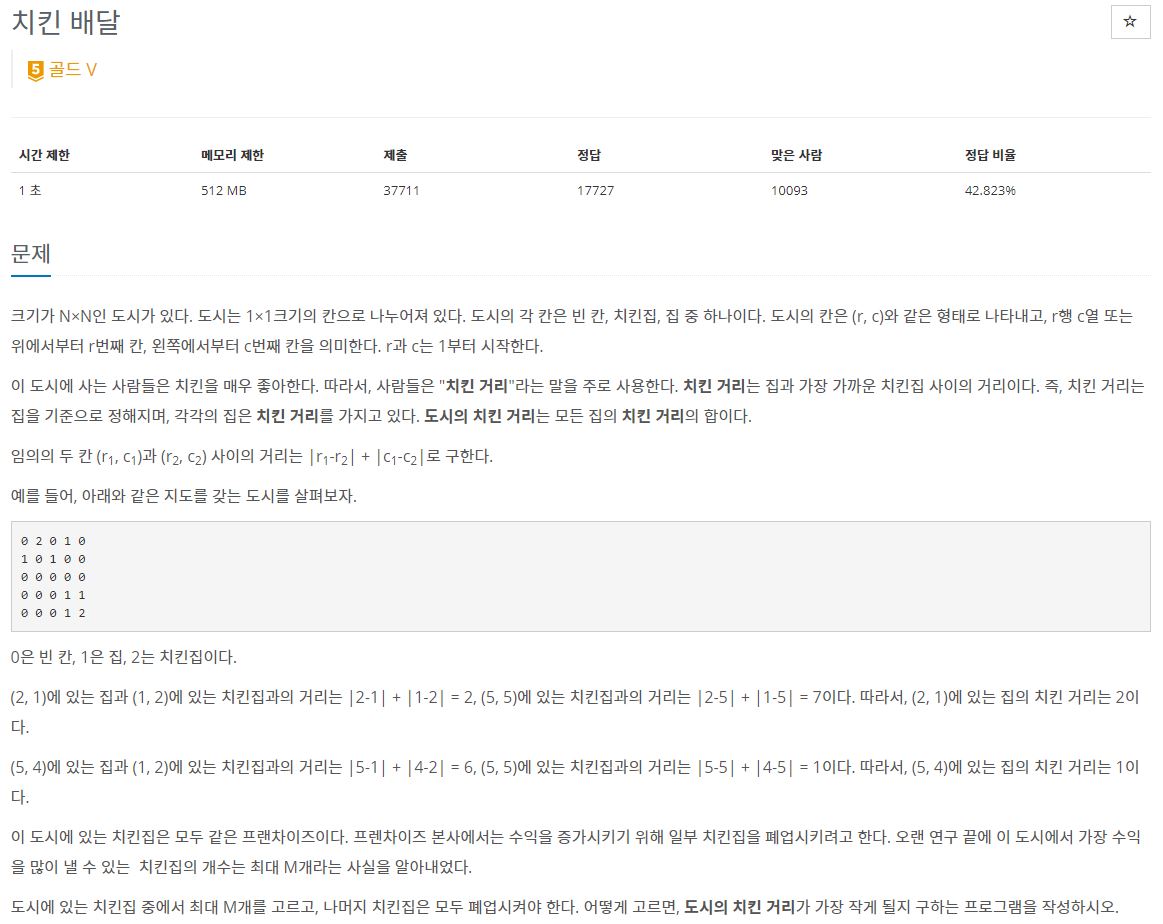 치킨 배달
☆
5 골드 V
시간 제한 메모리 제한 제출 정답 맞은 사람 정답 비율
1 초 512 MB 37711 17727 10093 42.823%
문제
크기가 N×N인 도시가 있다. 도시는 1×1크기의 칸으로 나누어져 있다. 도시의 각 칸은 빈 칸, 치킨집, 집 중 하나이다. 도시의 칸은 (r, c)와 같은 형태로 나타내고, r행 c열 또는
위에서부터 r번째 칸, 왼쪽에서부터 c번째 칸을 의미한다. r과 c는 1부터 시작한다.
이 도시에 사는 사람들은 치킨을 매우 좋아한다. 따라서, 사람들은 "치킨 거리"라는 말을 주로 사용한다. 치킨 거리는 집과 가장 가까운 치킨집 사이의 거리이다. 즉, 치킨 거리는
집을 기준으로 정해지며, 각각의 집은 치킨 거리를 가지고 있다. 도시의 치킨 거리는 모든 집의 치킨 거리의 합이다.
임의의 두 칸 (r1, c1)과 (r2, c2) 사이의 거리는 |r1-r2| + |c1-c2|로 구한다.
예를 들어, 아래와 같은 지도를 갖는 도시를 살펴보자.
0 2 0 1 0
1 0 1 0 0
0 0 0 0 0
0 0 0 1 1
0 0 0 1 2
0은 빈 칸, 1은 집, 2는 치킨집이다.
(2, 1)에 있는 집과 (1, 2)에 있는 치킨집과의 거리는 |2-1| + |1-2| = 2, (5, 5)에 있는 치킨집과의 거리는 |2-5| + |1-5| = 7이다. 따라서, (2, 1)에 있는 집의 치킨 거리는 2이
다.
(5, 4)에 있는 집과 (1, 2)에 있는 치킨집과의 거리는 |5-1| + |4-2| = 6, (5, 5)에 있는 치킨집과의 거리는 |5-5| + |4-5| = 1이다. 따라서, (5, 4)에 있는 집의 치킨 거리는 1이
다.
이 도시에 있는 치킨집은 모두 같은 프랜차이즈이다. 프렌차이즈 본사에서는 수익을 증가시키기 위해 일부 치킨집을 폐업시키려고 한다. 오랜 연구 끝에 이 도시에서 가장 수익
을 많이 낼 수 있는 치킨집의 개수는 최대 M개라는 사실을 알아내었다.
도시에 있는 치킨집 중에서 최대 M개를 고르고, 나머지 치킨집은 모두 폐업시켜야 한다. 어떻게 고르면, 도시의 치킨 거리가 가장 작게 될지 구하는 프로그램을 작성하시오.